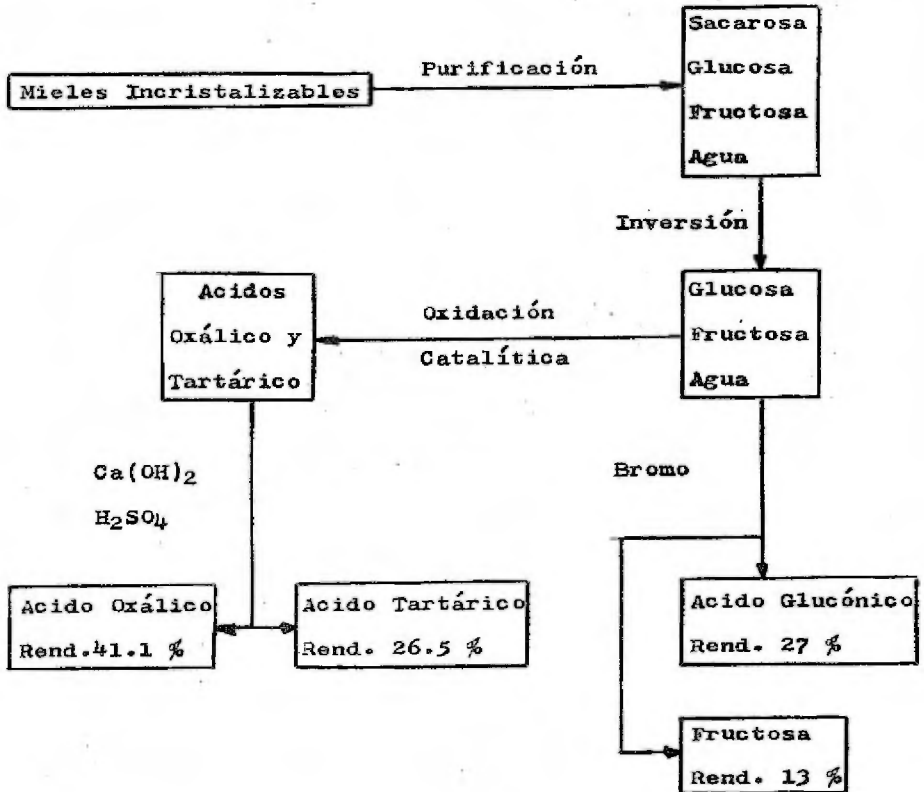 Mieles Incristalizables
Purificación
Sacarosa
Glucosa
Fructosa
Agua
Inversión
Glucosa
Fructosa
Agua
Oxidación
Catalítica
Acidos
Oxálico y
Tartárico
Ca(OH)2
H2SO4
Acido Oxálico
Rend.41.1 %
Acido Tartárico
Rend. 26.5 %
Bromo
Acido Glucónico
Rend. 27 %
Fructosa
Rend. 13 %